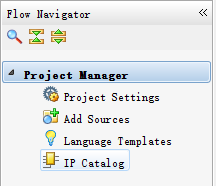 Flow Navigator
Project Manager
Project Settings
Add Sources
Language Templates
IP Catalog